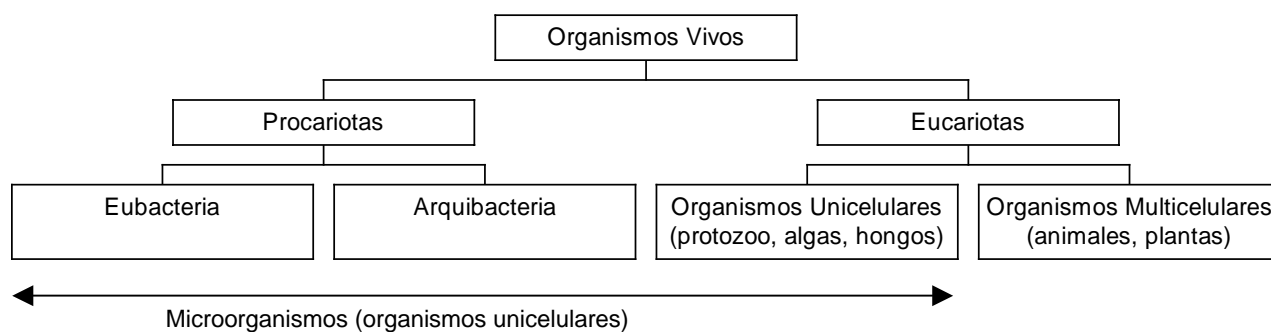 Organismos Vivos
Procariotas
Eucariotas
Eubacteria
Arquibacteria
Organismos Unicelulares
(protozoo, algas, hongos)
Organismos Multicelulares
(animales, plantas)
Microorganismos (organismos unicelulares)